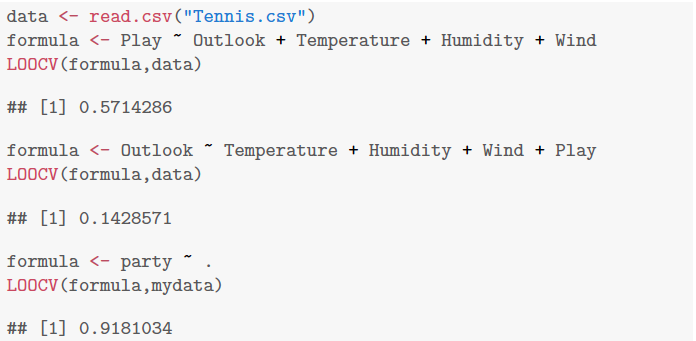 data <- read.csv("Tennis.csv")
formula <- Play ~ Outlook + Temperature + Humidity + Wind
LOOCV(formula,data)
## [1] 0.5714286
formula <- Outlook ~ Temperature + Humidity + Wind + Play
LOOCV(formula,data)
## [1] 0.1428571
formula <- party ~ .
LOOCV(formula,mydata)
## [1] 0.9181034